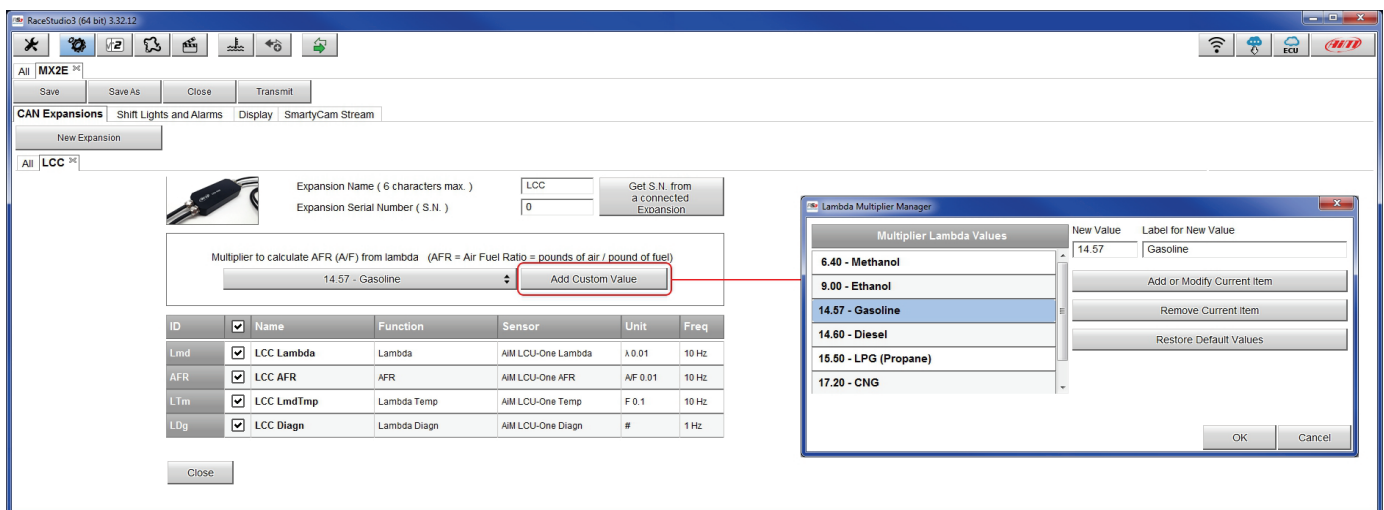 RaceStudio3 (64 bit) 3.32.12
ECU
AiM
All MX2E
Save Save As Close Transmit
CAN Expansions Shift Lights and Alarms Display SmartyCam Stream
New Expansion
All LCC
Expansion Name ( 6 characters max. ) LCC
Expansion Serial Number ( S.N. ) 0
Get S.N. from
a connected
Expansion
Multiplier to calculate AFR (A/F) from lambda (AFR = Air Fuel Ratio = pounds of air / pound of fuel)
14.57 - Gasoline Add Custom Value
ID Name Function Sensor Unit Freq
Lmd LCC Lambda Lambda AiM LCU-One Lambda λ 0.01 10 Hz
AFR LCC AFR AFR AiM LCU-One AFR A/F 0.01 10 Hz
LTm LCC LmdTmp Lambda Temp AiM LCU-One Temp F 0.1 10 Hz
LDg LCC Diagn Lambda Diagn AiM LCU-One Diagn # 1 Hz
Close
Lambda Multiplier Manager
Multiplier Lambda Values
6.40 - Methanol
9.00 - Ethanol
14.57 - Gasoline
14.60 - Diesel
15.50 - LPG (Propane)
17.20 - CNG
New Value Label for New Value
14.57 Gasoline
Add or Modify Current Item
Remove Current Item
Restore Default Values
OK Cancel